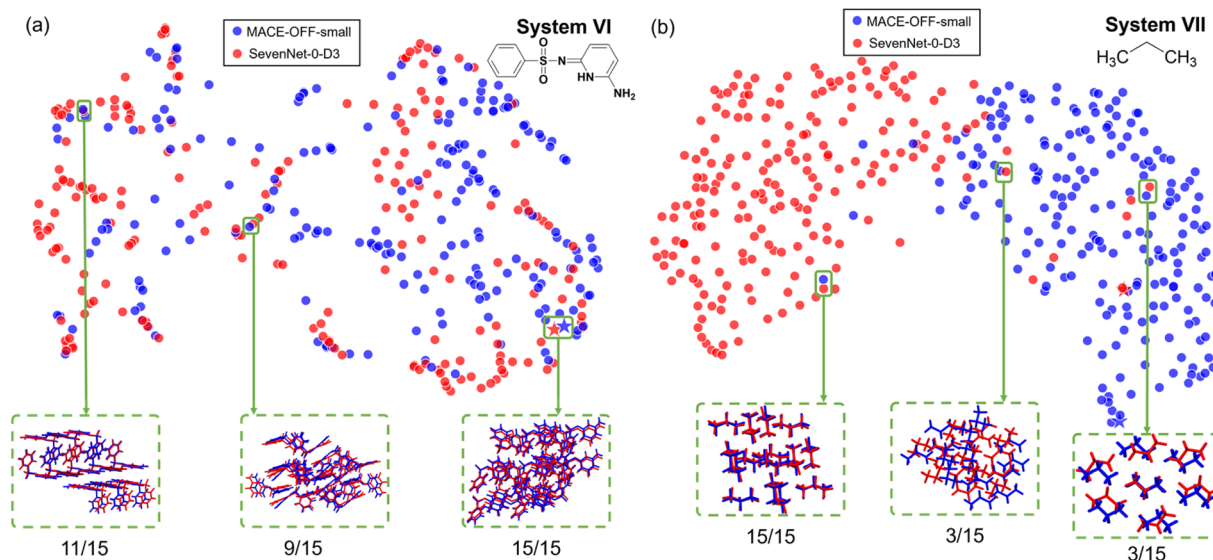 (a)
MACE-OFF-small
SevenNet-0-D3
System VI
O
S
N
O
HN
NH₂
11/15
9/15
15/15
(b)
MACE-OFF-small
SevenNet-0-D3
System VII
H₃C
CH₃
15/15
3/15
3/15